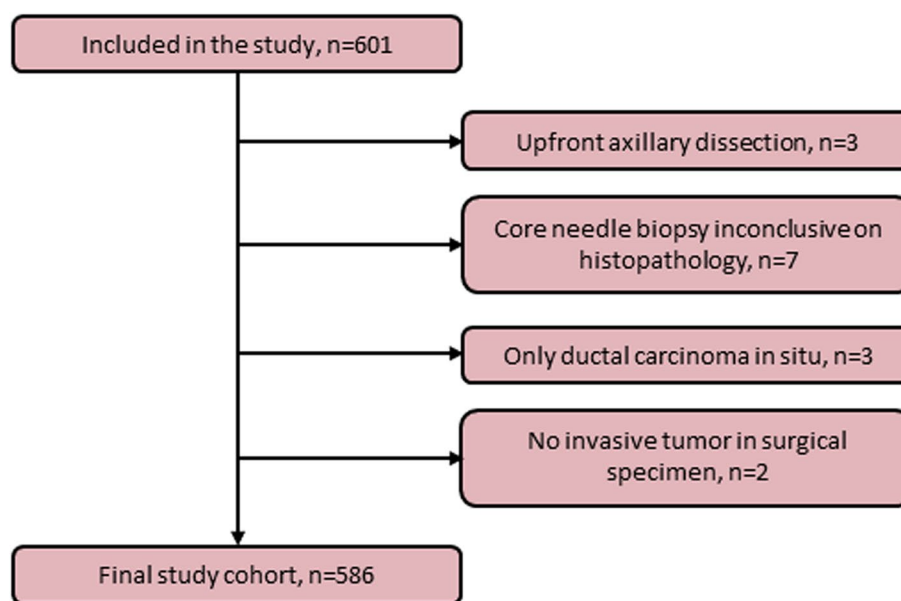 Included in the study, n=601
Upfront axillary dissection, n=3
Core needle biopsy inconclusive on
histopathology, n=7
Only ductal carcinoma in situ, n=3
No invasive tumor in surgical
specimen, n=2
Final study cohort, n=586